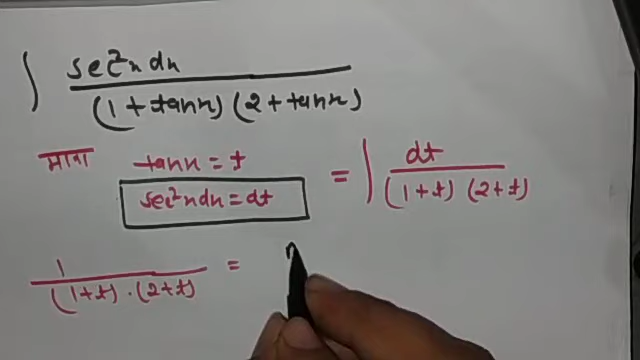 ∫ sec²x dx / (1 + tanx) (2 + tanx)
माना tanx = t = ∫ dt / (1+t) (2+t)
sec²x dx = dt
1 / (1+t) · (2+t) =